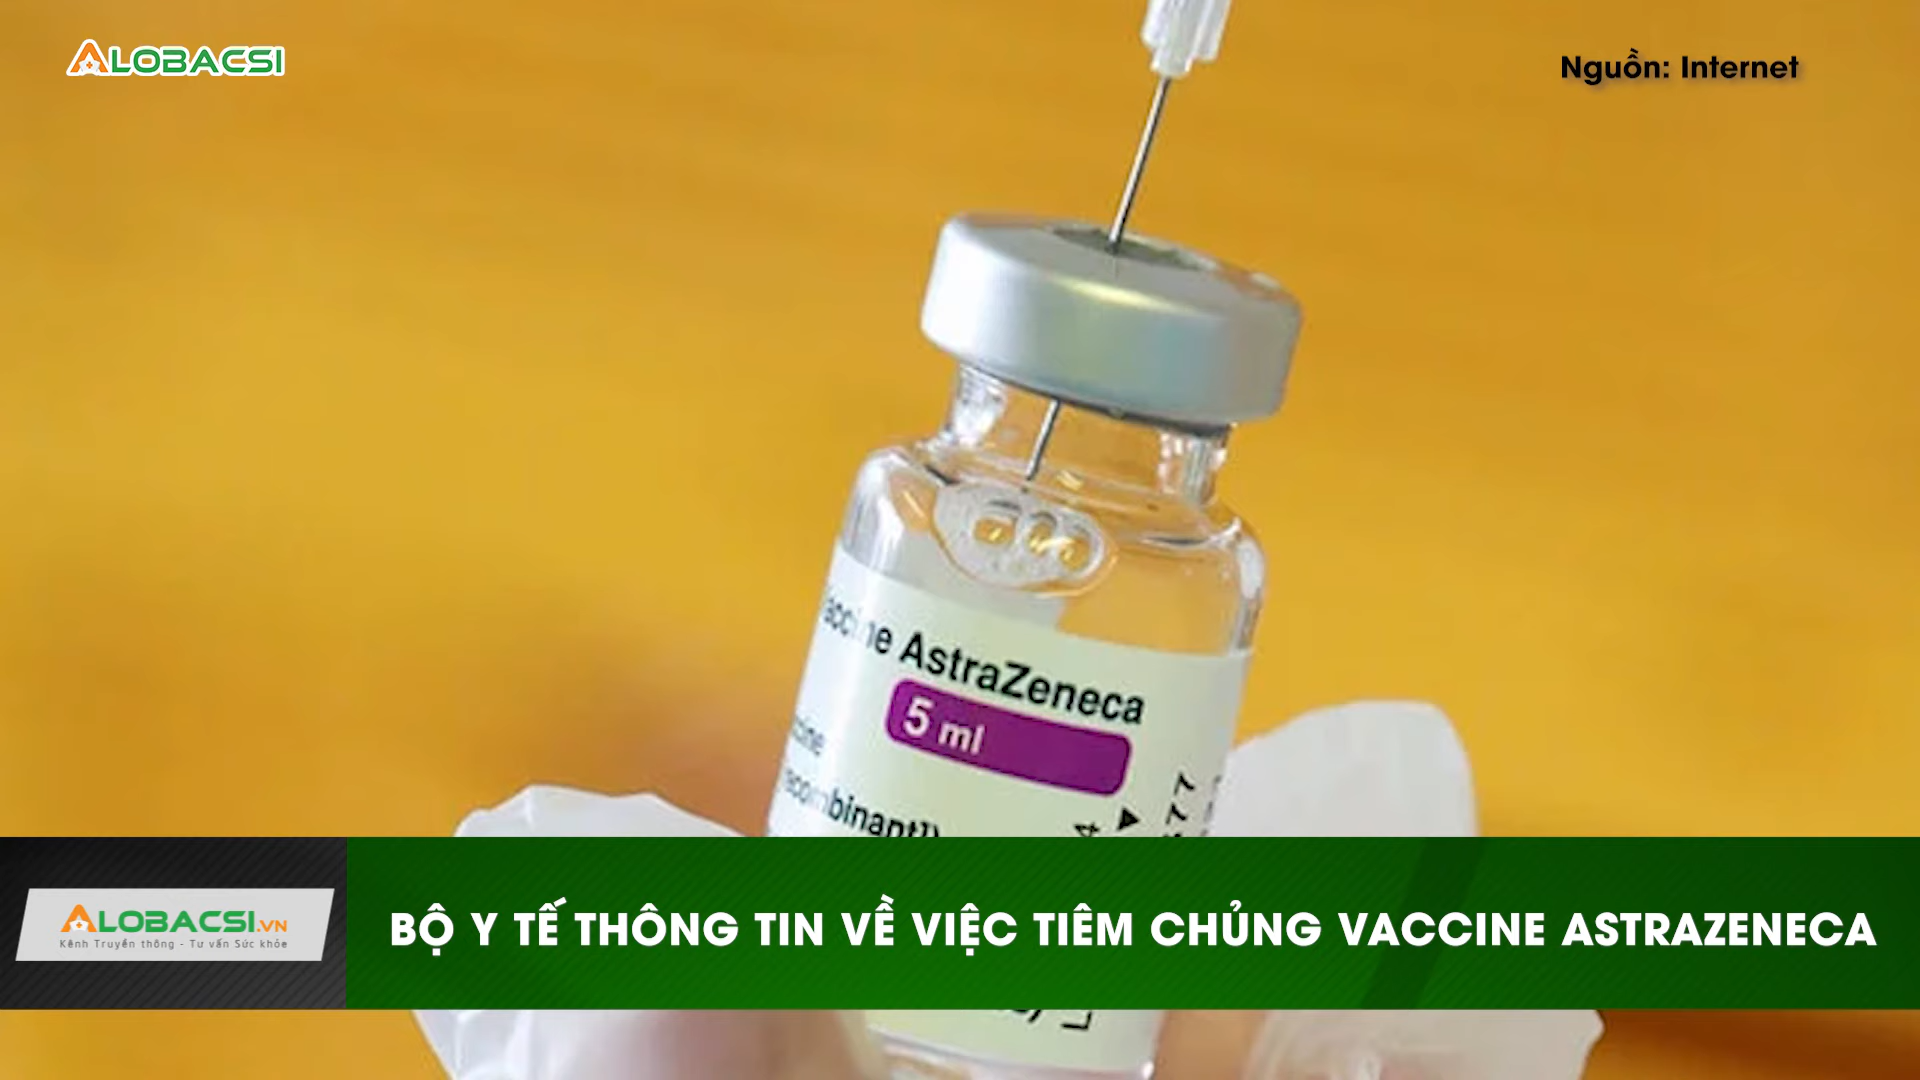 ALOBACSI
Nguồn: Internet
AstraZeneca
5 ml
ALOBACSI.VN
Kênh Truyền thông - Tư vấn Sức khỏe
BỘ Y TẾ THÔNG TIN VỀ VIỆC TIÊM CHỦNG VACCINE ASTRAZENECA